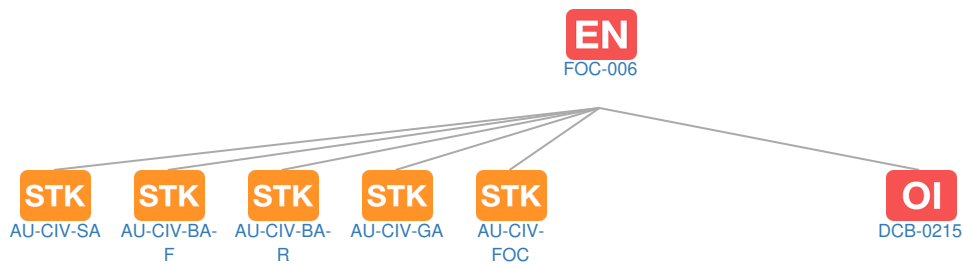 EN
FOC-006
STK STK STK STK STK OI
AU-CIV-SA AU-CIV-BA- AU-CIV-BA- AU-CIV-GA AU-CIV- DCB-0215
F R FOC